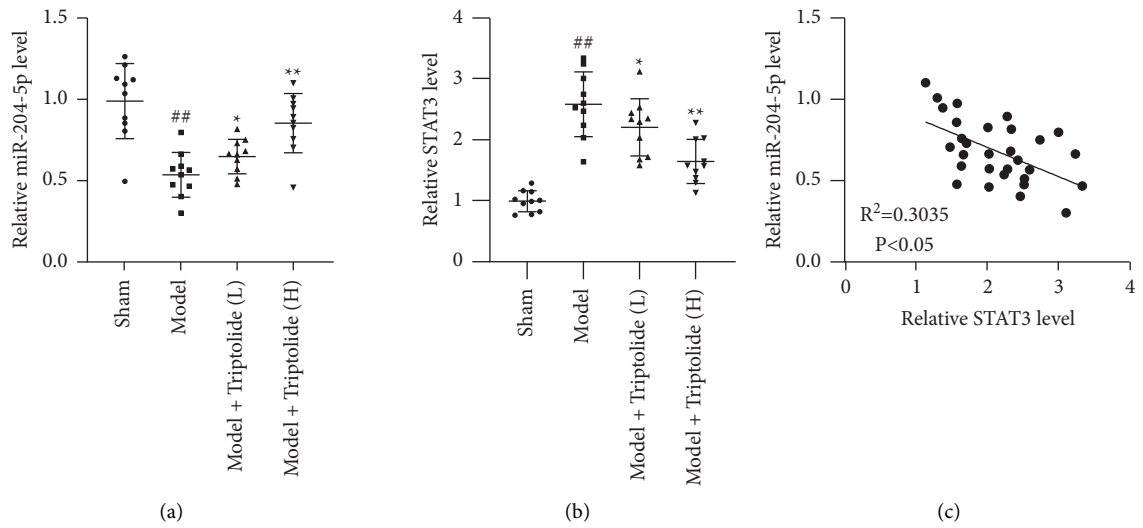 Relative miR-204-5p level
1.5
1.0
0.5
0.0
##
*
**
Sham
Model
Model + Triptolide (L)
Model + Triptolide (H)
(a)
Relative STAT3 level
4
3
2
1
0
##
*
**
Sham
Model
Model + Triptolide (L)
Model + Triptolide (H)
(b)
Relative miR-204-5p level
1.5
1.0
0.5
0.0
R²=0.3035
P<0.05
0 1 2 3 4
Relative STAT3 level
(c)